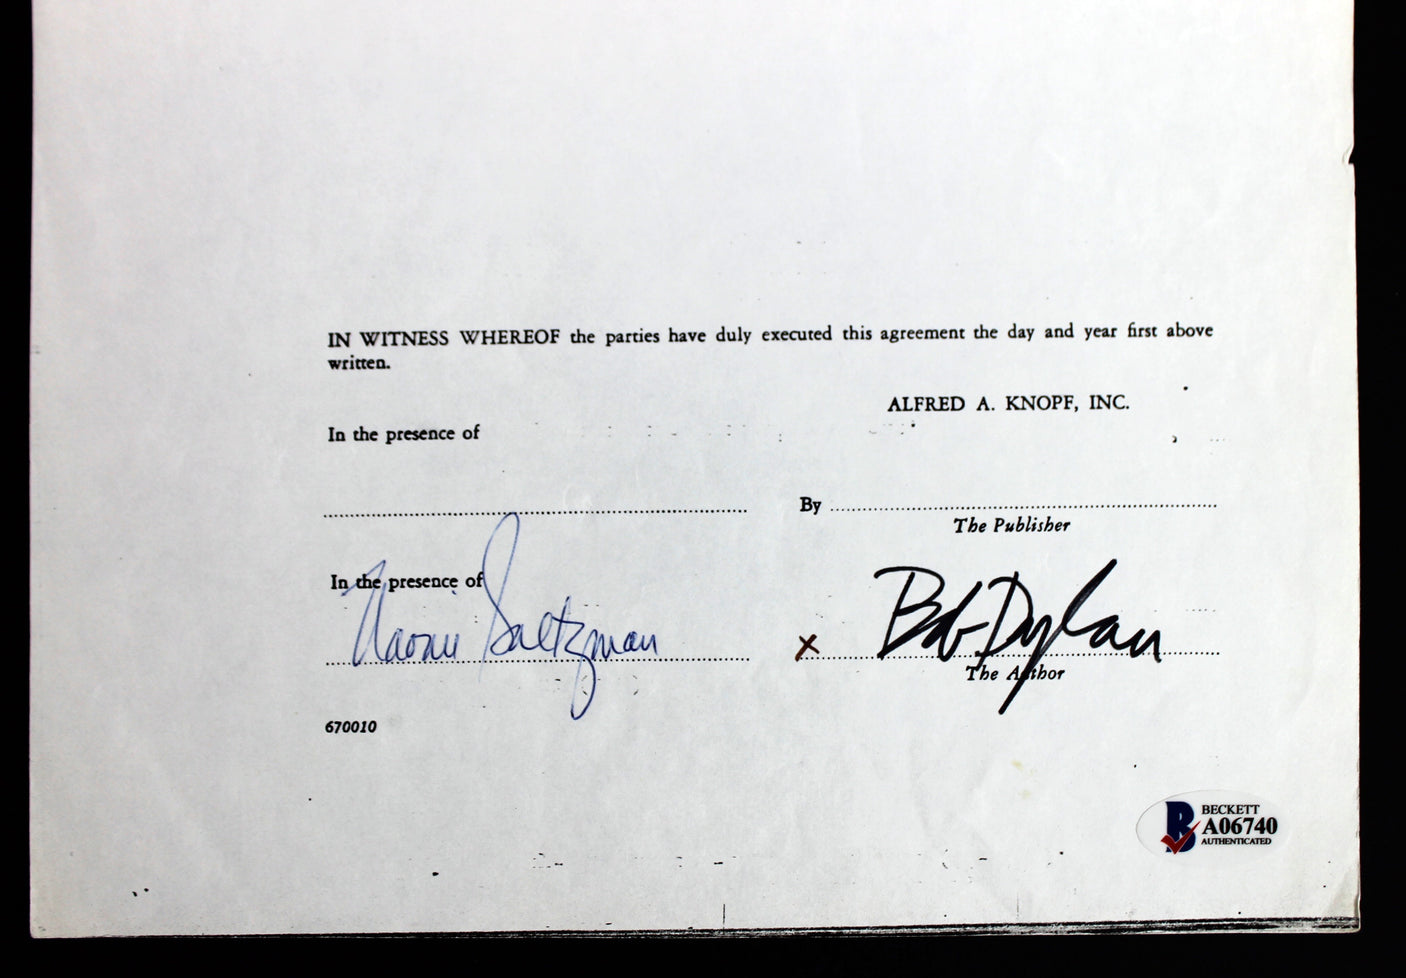 IN WITNESS WHEREOF the parties have duly executed this agreement the day and year first above
written.
ALFRED A. KNOPF, INC.
In the presence of
By
The Publisher
In the presence of
Naomi Saltzman
x Bob Dylan
The Author
670010
BECKETT
A06740
AUTHENTICATED